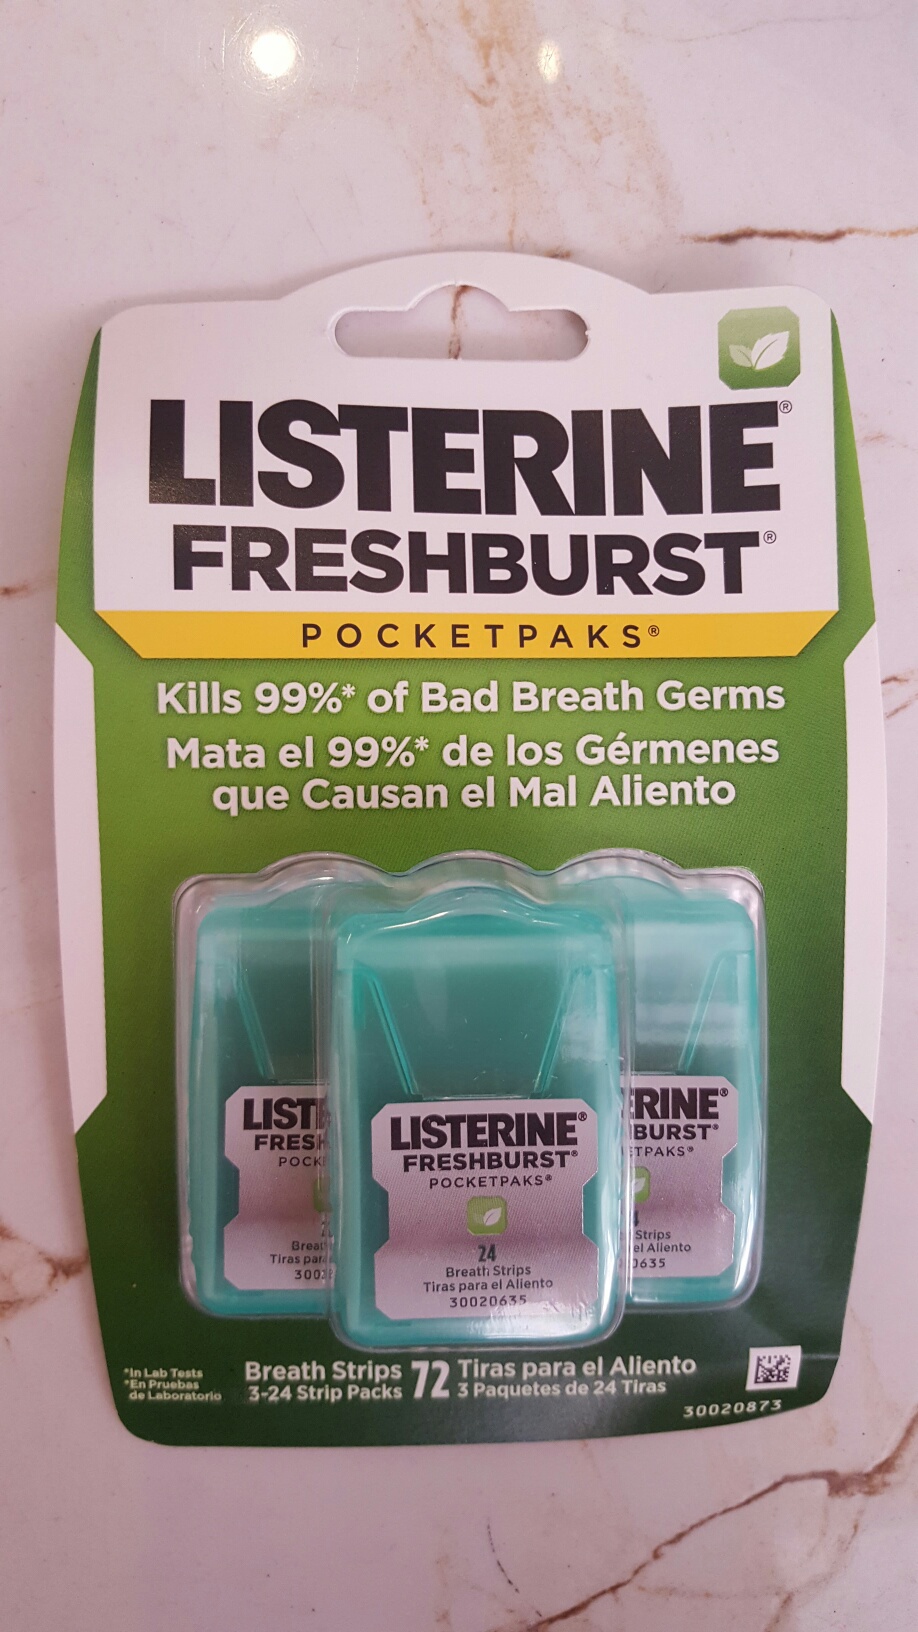 LISTERINE®
FRESHBURST®
POCKETPAKS®
Kills 99%* of Bad Breath Germs
Mata el 99%* de los Gérmenes
que Causan el Mal Aliento
LISTERINE®
FRESHBURST®
POCKETPAKS®
24
Breath Strips
Tiras para el Aliento
30020635
*In Lab Tests
*En Pruebas
de Laboratorio
Breath Strips 72 Tiras para el Aliento
3-24 Strip Packs 3 Paquetes de 24 Tiras
30020873